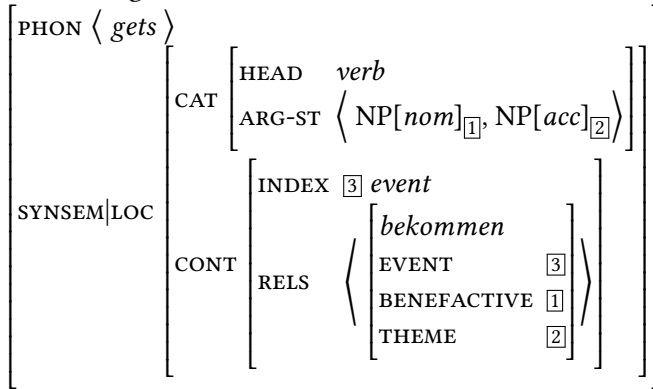 PHON ⟨ gets ⟩
CAT
HEAD verb
ARG-ST ⟨ NP[nom]1, NP[acc]2⟩
SYNSEM|LOC
CONT
INDEX 3 event
RELS
bekommen
EVENT 3
BENEFACTIVE 1
THEME 2